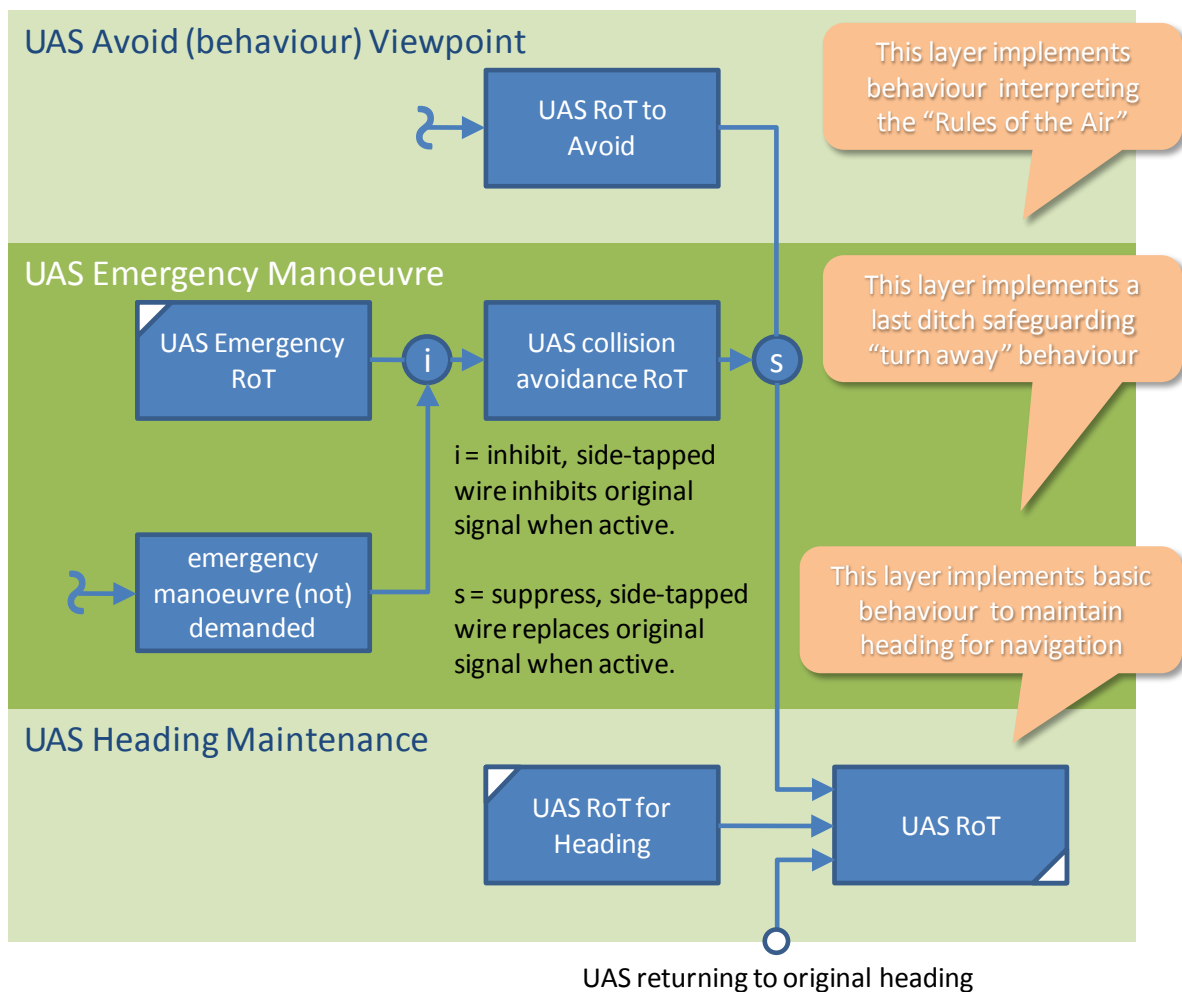 UAS Avoid (behaviour) Viewpoint
This layer implements
behaviour interpreting
the “Rules of the Air”
UAS RoT to
Avoid
UAS Emergency Manoeuvre
This layer implements a
last ditch safeguarding
“turn away” behaviour
UAS Emergency
RoT
i
UAS collision
avoidance RoT
s
i = inhibit, side-tapped
wire inhibits original
signal when active.
emergency
manoeuvre (not)
demanded
s = suppress, side-tapped
wire replaces original
signal when active.
This layer implements basic
behaviour to maintain
heading for navigation
UAS Heading Maintenance
UAS RoT for
Heading
UAS RoT
UAS returning to original heading